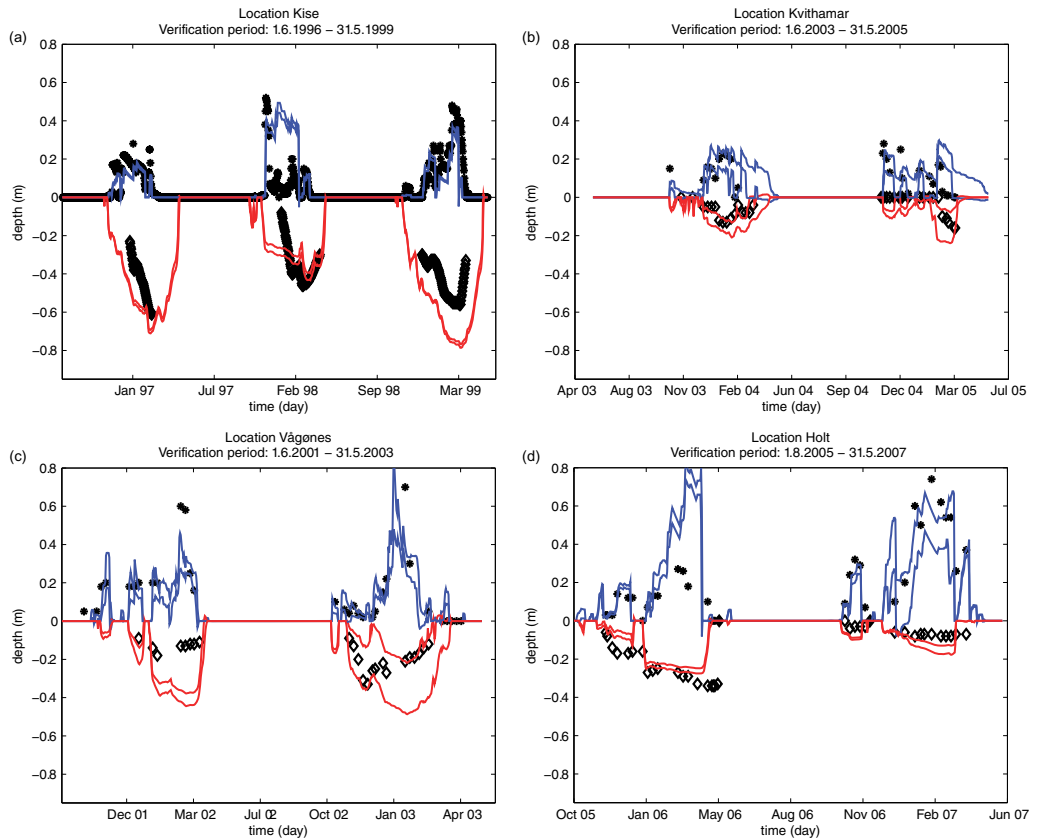 Location Kise
Verification period: 1.6.1996 – 31.5.1999
(a)
0.8
0.6
0.4
0.2
0
−0.2
−0.4
−0.6
−0.8
depth (m)
Jan 97 Jul 97 Feb 98 Sep 98 Mar 99
time (day)
Location Kvithamar
Verification period: 1.6.2003 – 31.5.2005
(b)
0.8
0.6
0.4
0.2
0
−0.2
−0.4
−0.6
−0.8
depth (m)
Apr 03 Aug 03 Nov 03 Feb 04 Jun 04 Sep 04 Dec 04 Mar 05 Jul 05
time (day)
Location Vågønes
Verification period: 1.6.2001 – 31.5.2003
(c)
0.8
0.6
0.4
0.2
0
−0.2
−0.4
−0.6
−0.8
depth (m)
Dec 01 Mar 02 Jul 02 Oct 02 Jan 03 Apr 03
time (day)
Location Holt
Verification period: 1.8.2005 – 31.5.2007
(d)
0.8
0.6
0.4
0.2
0
−0.2
−0.4
−0.6
−0.8
depth (m)
Oct 05 Jan 06 May 06 Aug 06 Nov 06 Feb 07 Jun 07
time (day)